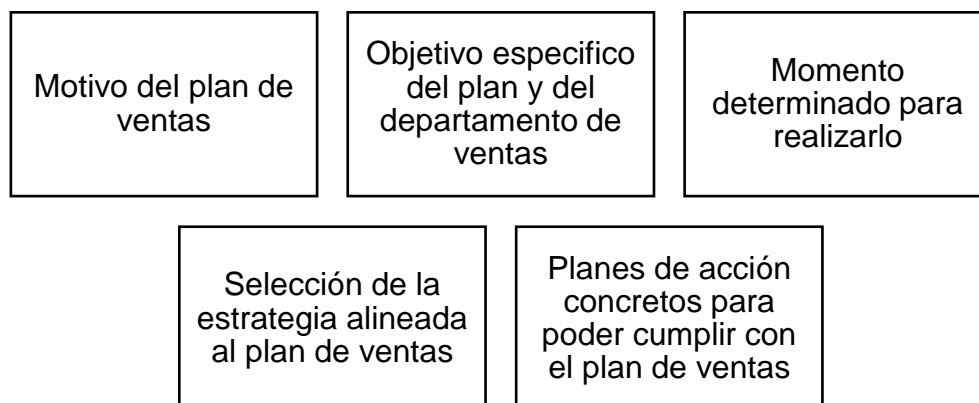 Motivo del plan de
ventas
Objetivo especifico
del plan y del
departamento de
ventas
Momento
determinado para
realizarlo
Selección de la
estrategia alineada
al plan de ventas
Planes de acción
concretos para
poder cumplir con
el plan de ventas